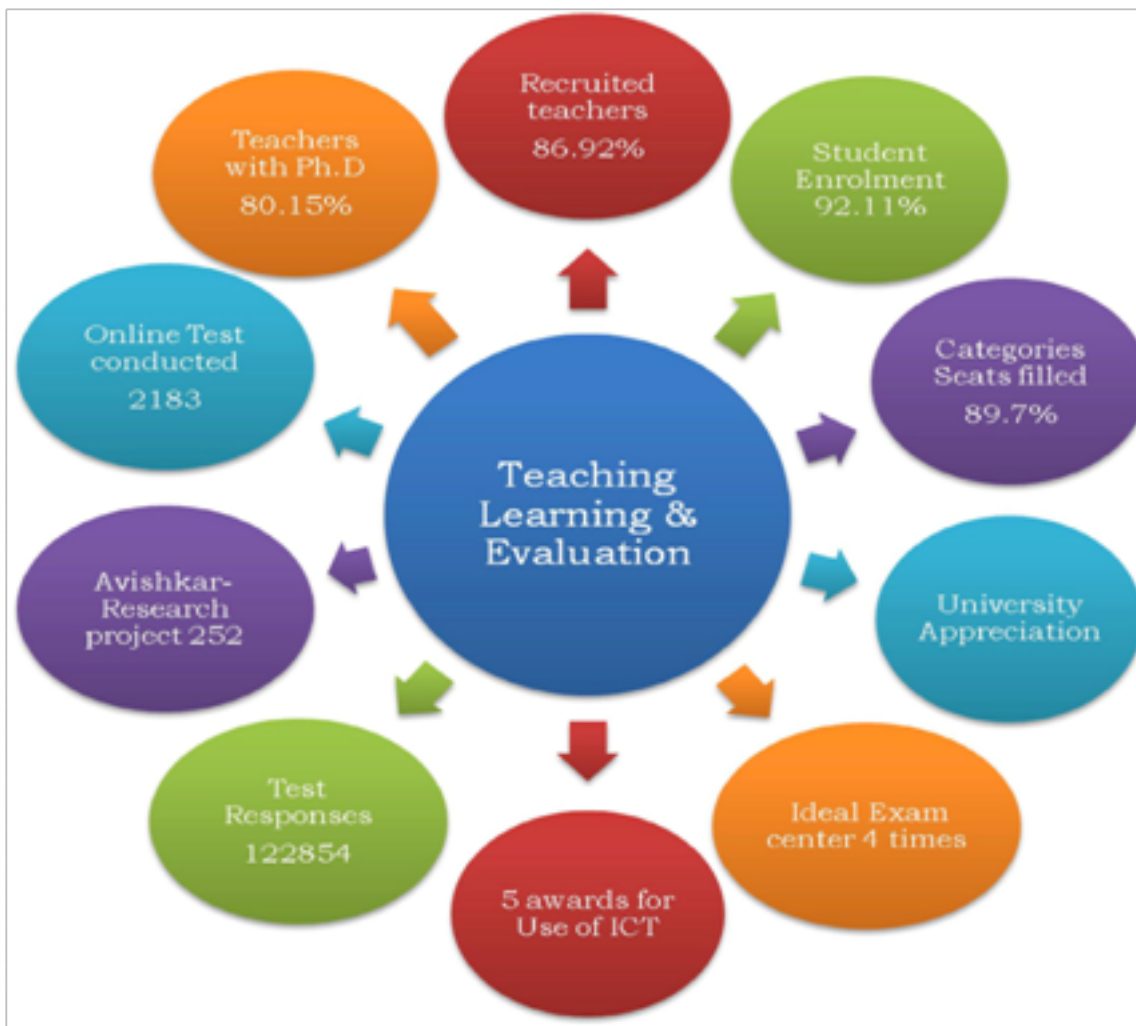 Recruited
teachers
86.92%
Student
Enrolment
92.11%
Categories
Seats filled
89.7%
University
Appreciation
Ideal Exam
center 4 times
5 awards for
Use of ICT
Test
Responses
122854
Avishkar-
Research
project 252
Online Test
conducted
2183
Teachers
with Ph.D
80.15%
Teaching
Learning &
Evaluation